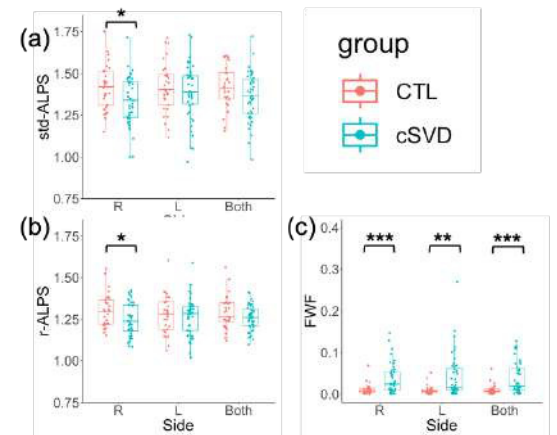 (a)
*
std-ALPS
1.75
1.50
1.25
1.00
0.75
R L Both
group
CTL
cSVD
(b)
*
r-ALPS
1.75
1.50
1.25
1.00
0.75
R L Both
Side
(c)
*** ** ***
FWF
0.4
0.3
0.2
0.1
0.0
R L Both
Side